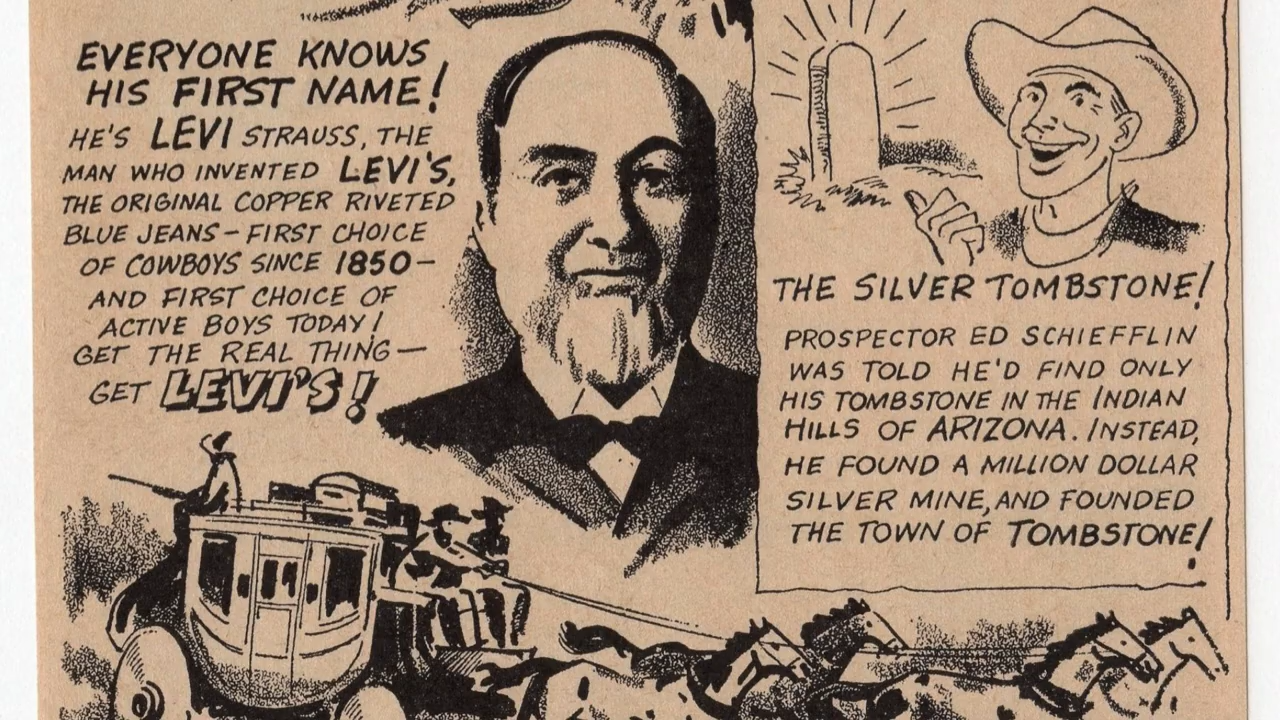 EVERYONE KNOWS
HIS FIRST NAME!
HE'S LEVI STRAUSS, THE
MAN WHO INVENTED LEVI'S,
THE ORIGINAL COPPER RIVETED
BLUE JEANS – FIRST CHOICE
OF COWBOYS SINCE 1850 –
AND FIRST CHOICE OF
ACTIVE BOYS TODAY!
GET THE REAL THING –
GET LEVI'S!
THE SILVER TOMBSTONE!
PROSPECTOR ED SCHIEFFLIN
WAS TOLD HE'D FIND ONLY
HIS TOMBSTONE IN THE INDIAN
HILLS OF ARIZONA. INSTEAD,
HE FOUND A MILLION DOLLAR
SILVER MINE, AND FOUNDED
THE TOWN OF TOMBSTONE!